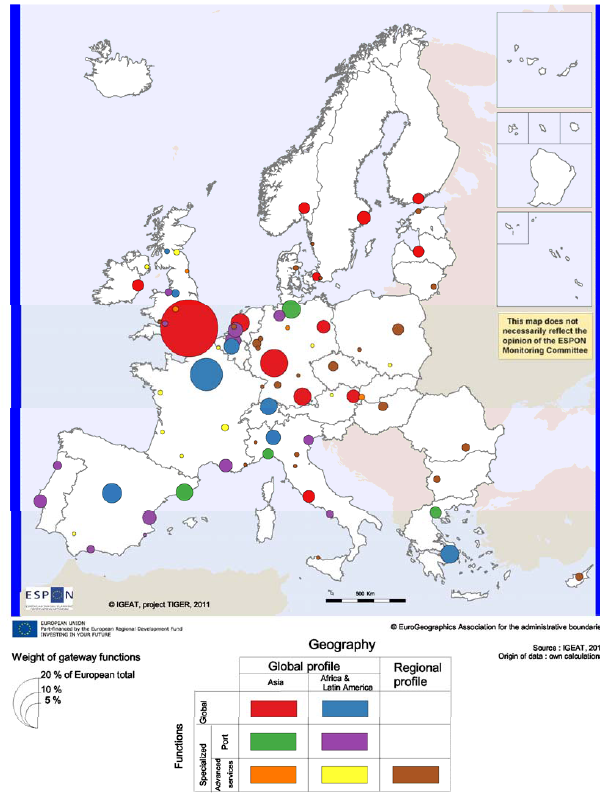 This map does not
necessarily reflect the
opinion of the ESPON
Monitoring Committee
ESPON
© IGEAT, project TIGER, 2011
500 Km
EUROPEAN UNION
Part-financed by the European Regional Development Fund
INVESTING IN YOUR FUTURE
© EuroGeographics Association for the administrative boundarie
Source : IGEAT, 201
Origin of data : own calculation
Weight of gateway functions
20 % of European total
10 %
5 %
Geography
Global profile
Regional
profile
Asia
Africa &
Latin America
Functions
Global
Specialized
Port
Advanced
services